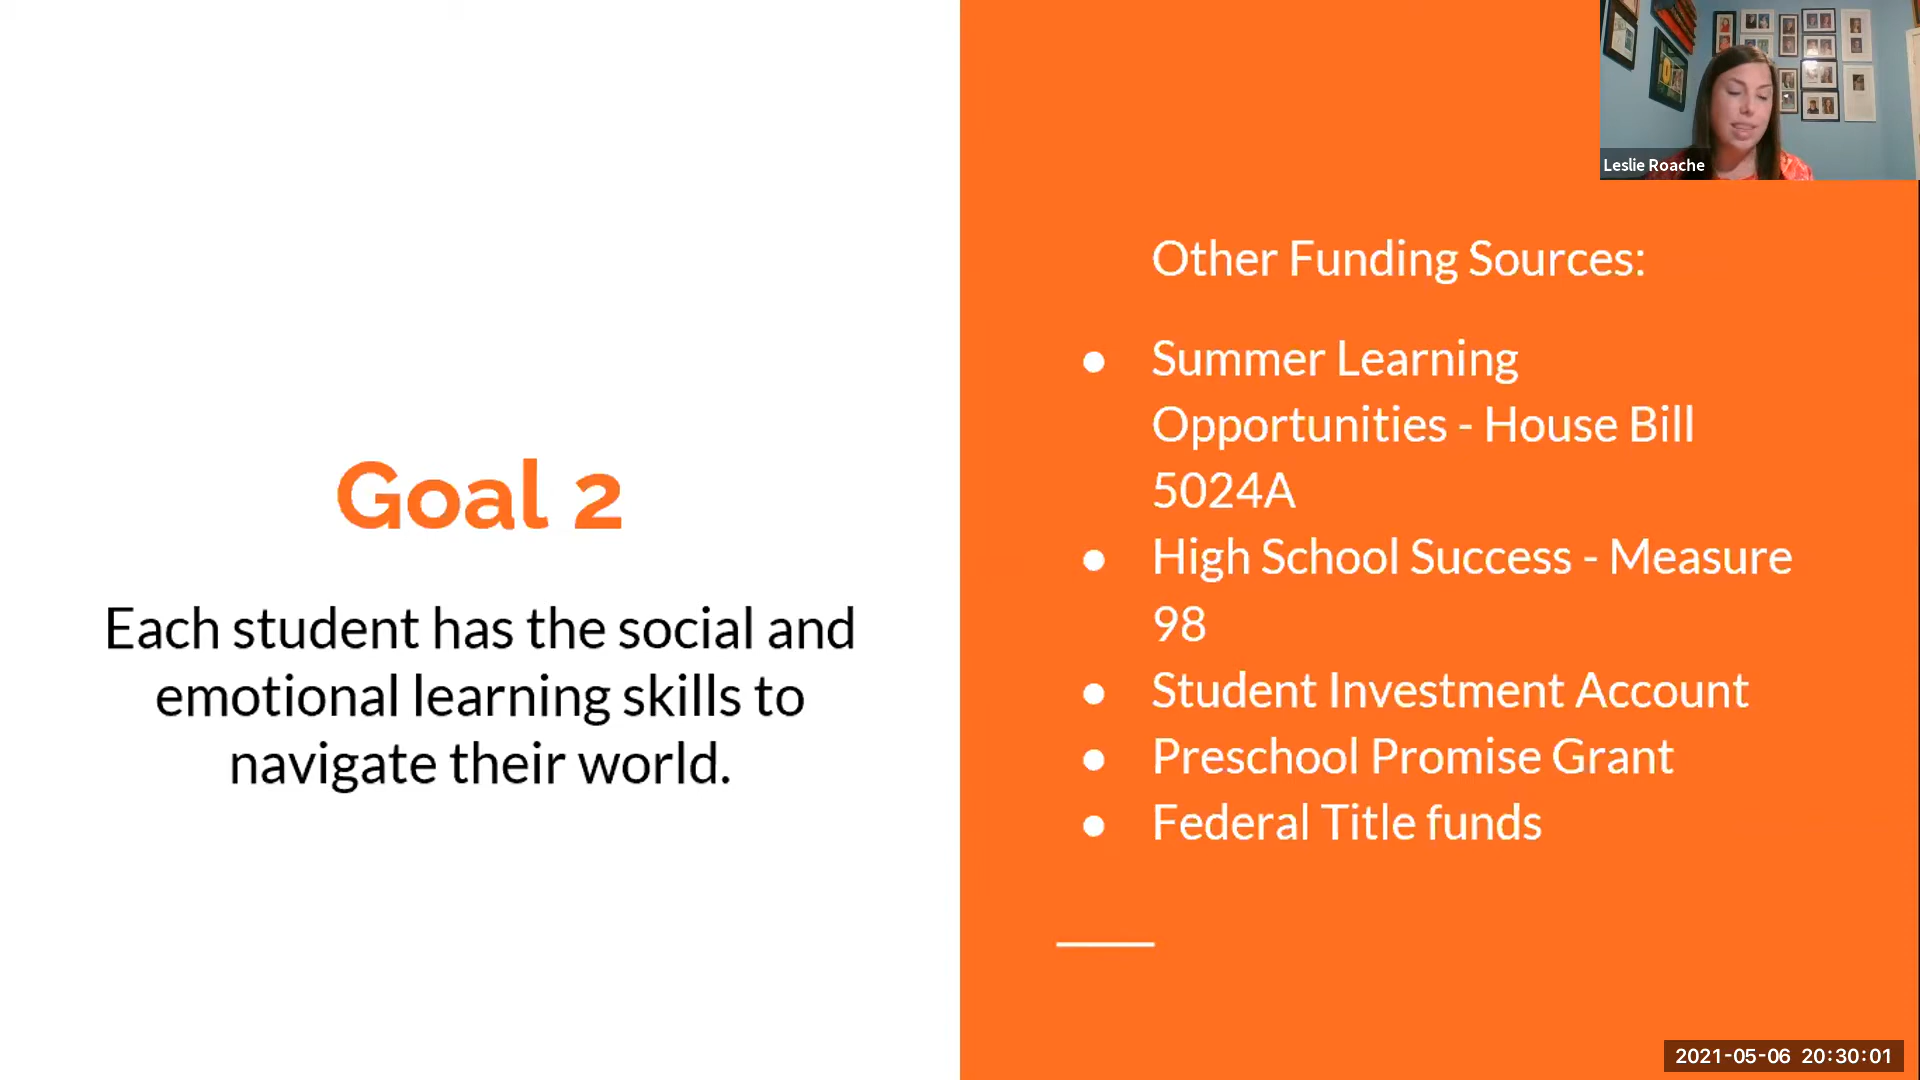 Goal 2
Each student has the social and
emotional learning skills to
navigate their world.
Leslie Roache
Other Funding Sources:
● Summer Learning
Opportunities - House Bill
5024A
● High School Success - Measure
98
● Student Investment Account
● Preschool Promise Grant
● Federal Title funds
2021-05-06 20:30:01